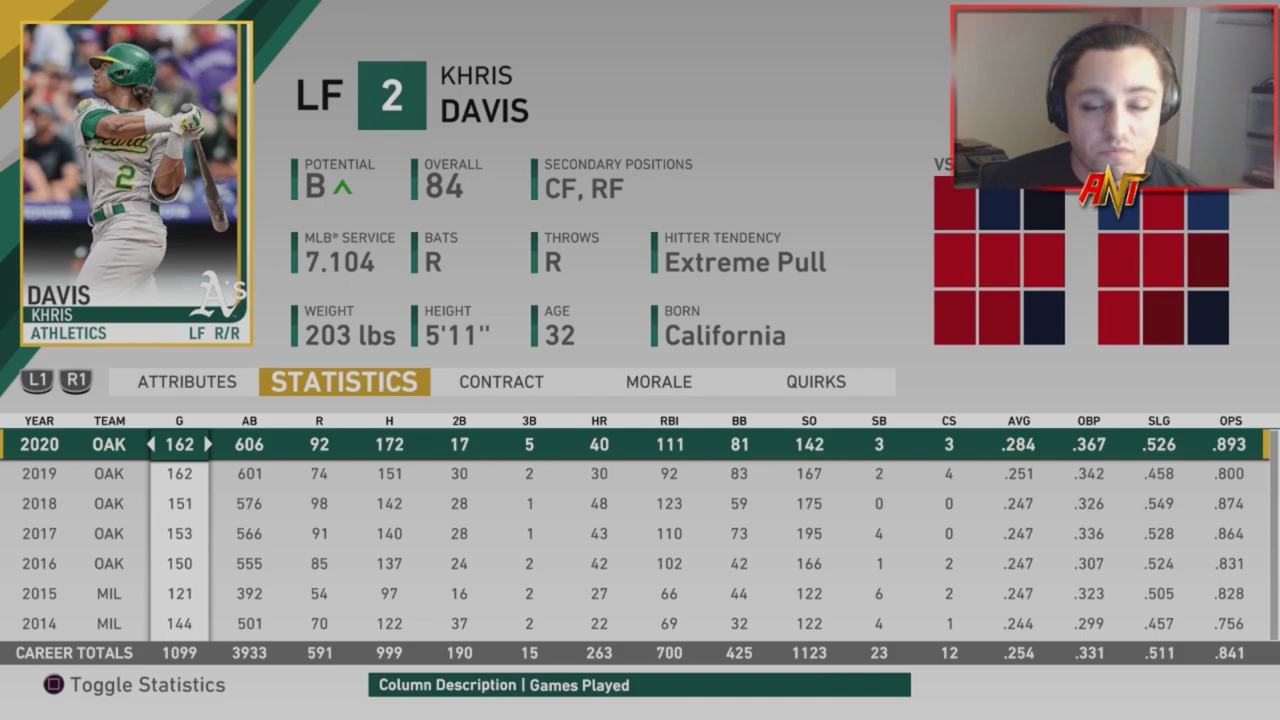 LF 2 KHRIS
DAVIS
POTENTIAL OVERALL SECONDARY POSITIONS
B 84 CF, RF
MLB® SERVICE BATS THROWS HITTER TENDENCY
7.104 R R Extreme Pull
WEIGHT HEIGHT AGE BORN
203 lbs 5'11" 32 California
2
DAVIS
KHRIS
ATHLETICS LF R/R
A's
VS
ANT
L1 R1 ATTRIBUTES STATISTICS CONTRACT MORALE QUIRKS
YEAR TEAM G AB R H 2B 3B HR RBI BB SO SB CS AVG OBP SLG OPS
2020 OAK 162 606 92 172 17 5 40 111 81 142 3 3 .284 .367 .526 .893
2019 OAK 162 601 74 151 30 2 30 92 83 167 2 4 .251 .342 .458 .800
2018 OAK 151 576 98 142 28 1 48 123 59 175 0 0 .247 .326 .549 .874
2017 OAK 153 566 91 140 28 1 43 110 73 195 4 0 .247 .336 .528 .864
2016 OAK 150 555 85 137 24 2 42 102 42 166 1 2 .247 .307 .524 .831
2015 MIL 121 392 54 97 16 2 27 66 44 122 6 2 .247 .323 .505 .828
2014 MIL 144 501 70 122 37 2 22 69 32 122 4 1 .244 .299 .457 .756
CAREER TOTALS 1099 3933 591 999 190 15 263 700 425 1123 23 12 .254 .331 .511 .841
Toggle Statistics
Column Description | Games Played